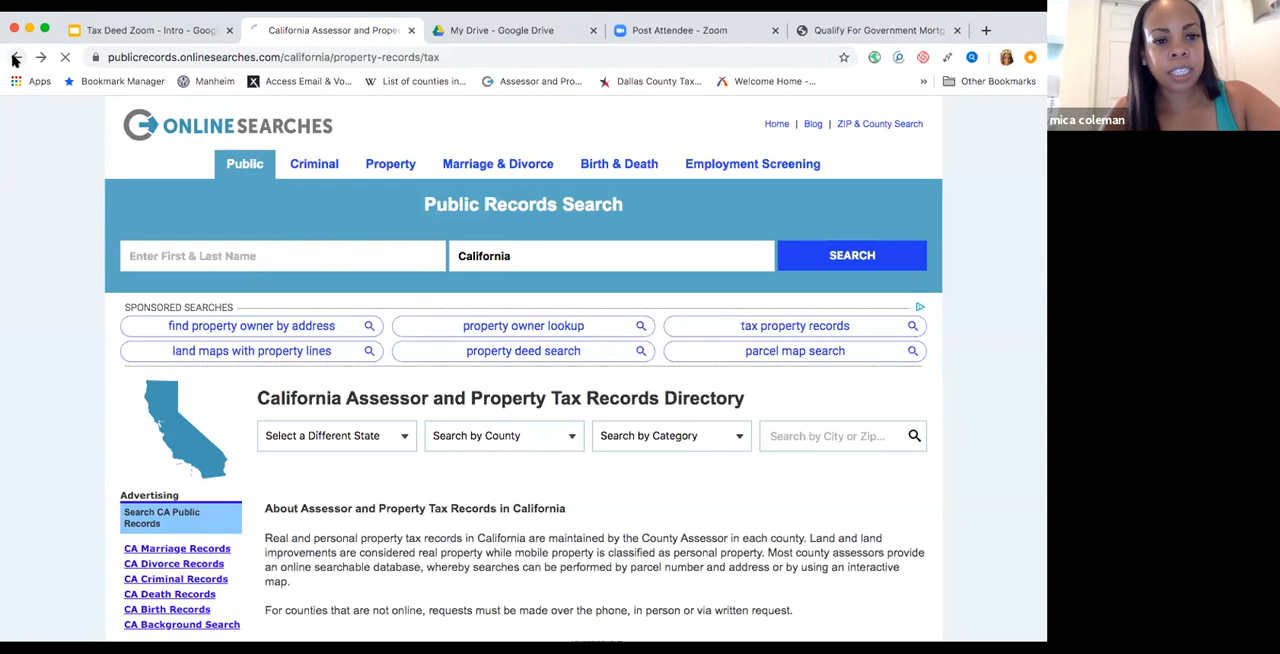 Tax Deed Zoom - Intro - Goog
California Assessor and Prope
My Drive - Google Drive
Post Attendee - Zoom
Qualify For Government Mortg
publicrecords.onlinesearches.com/california/property-records/tax
Apps
Bookmark Manager
Manheim
Access Email & Vo...
List of counties in...
Assessor and Pro...
Dallas County Tax...
Welcome Home -...
»
Other Bookmarks
mica coleman
ONLINESEARCHES
Home | Blog | ZIP & County Search
Public
Criminal
Property
Marriage & Divorce
Birth & Death
Employment Screening
Public Records Search
Enter First & Last Name
California
SEARCH
SPONSORED SEARCHES
find property owner by address
property owner lookup
tax property records
land maps with property lines
property deed search
parcel map search
California Assessor and Property Tax Records Directory
Select a Different State
Search by County
Search by Category
Search by City or Zip...
Advertising
Search CA Public
Records
CA Marriage Records
CA Divorce Records
CA Criminal Records
CA Death Records
CA Birth Records
CA Background Search
About Assessor and Property Tax Records in California
Real and personal property tax records in California are maintained by the County Assessor in each county. Land and land
improvements are considered real property while mobile property is classified as personal property. Most county assessors provide
an online searchable database, whereby searches can be performed by parcel number and address or by using an interactive
map.
For counties that are not online, requests must be made over the phone, in person or via written request.